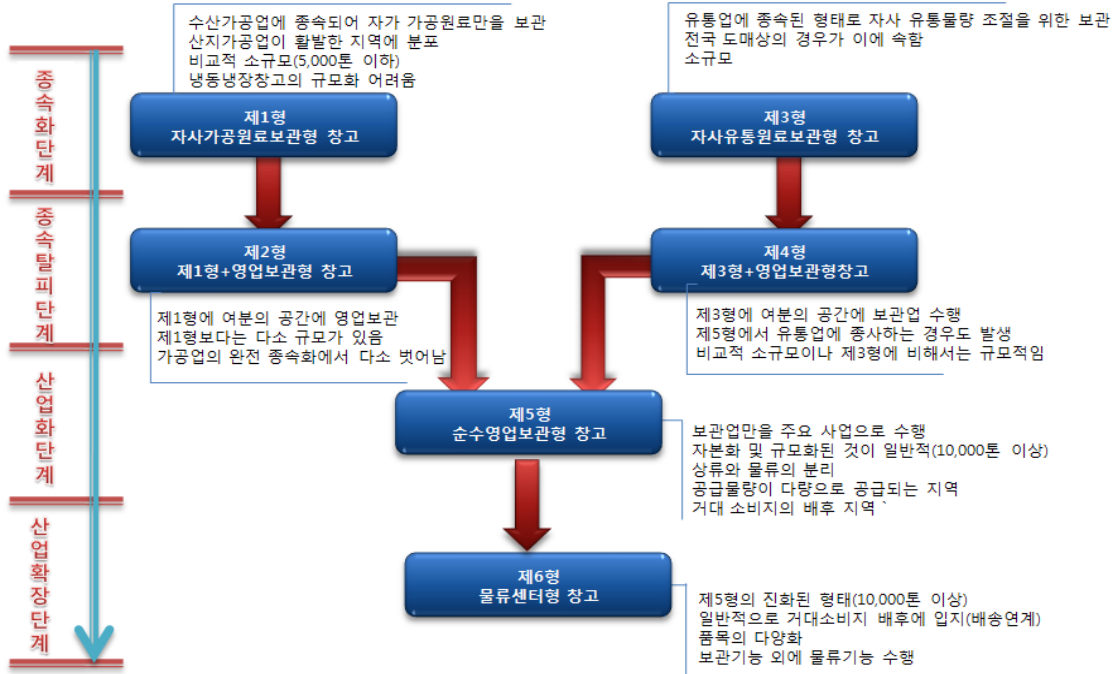 수산가공업에 종속되어 자가 가공원료만을 보관
산지가공업이 활발한 지역에 분포
비교적 소규모(5,000톤 이하)
냉동냉장창고의 규모화 어려움
유통업에 종속된 형태로 자사 유통물량 조절을 위한 보관
전국 도매상의 경우가 이에 속함
소규모
종속화단계
제1형
자사가공원료보관형 창고
제3형
자사유통원료보관형 창고
종속탈피단계
제2형
제1형+영업보관형 창고
제4형
제3형+영업보관형창고
제1형에 여분의 공간에 영업보관
제1형보다는 다소 규모가 있음
가공업의 완전 종속화에서 다소 벗어남
제3형에 여분의 공간에 보관업 수행
제5형에서 유통업에 종사하는 경우도 발생
비교적 소규모이나 제3형에 비해서는 규모적임
산업화단계
제5형
순수영업보관형 창고
보관업만을 주요 사업으로 수행
자본화 및 규모화된 것이 일반적(10,000톤 이상)
상류와 물류의 분리
공급물량이 다량으로 공급되는 지역
거대 소비지의 배후 지역 `
산업확장단계
제6형
물류센터형 창고
제5형의 진화된 형태(10,000톤 이상)
일반적으로 거대소비지 배후에 입지(배송연계)
품목의 다양화
보관기능 외에 물류기능 수행